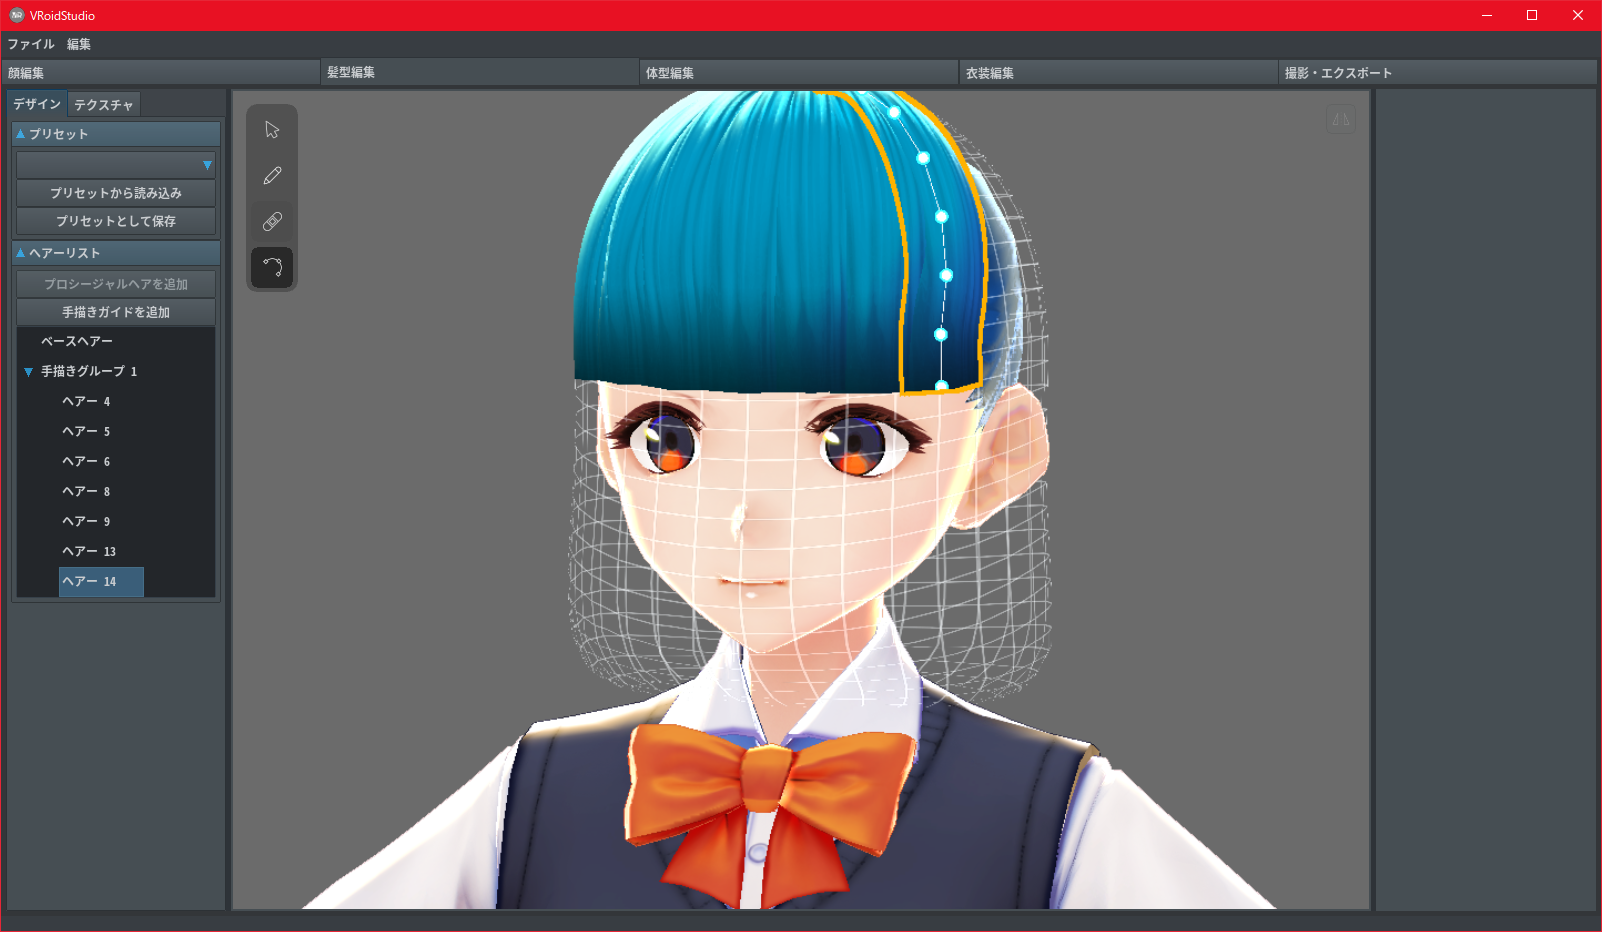 VRoidStudio
ファイル 編集
顔編集 髪型編集 体型編集 衣装編集 撮影・エクスポート
デザイン テクスチャ
プリセット
プリセットから読み込み
プリセットとして保存
ヘアーリスト
プロシージャルヘアを追加
手描きガイドを追加
ベースヘアー
手描きグループ 1
ヘアー 4
ヘアー 5
ヘアー 6
ヘアー 8
ヘアー 9
ヘアー 13
ヘアー 14